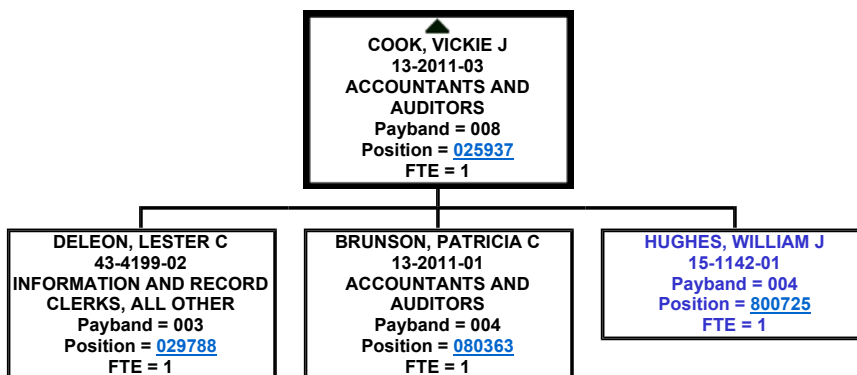 COOK, VICKIE J
13-2011-03
ACCOUNTANTS AND
AUDITORS
Payband = 008
Position = 025937
FTE = 1
DELEON, LESTER C
43-4199-02
INFORMATION AND RECORD
CLERKS, ALL OTHER
Payband = 003
Position = 029788
FTE = 1
BRUNSON, PATRICIA C
13-2011-01
ACCOUNTANTS AND
AUDITORS
Payband = 004
Position = 080363
FTE = 1
HUGHES, WILLIAM J
15-1142-01
Payband = 004
Position = 800725
FTE = 1